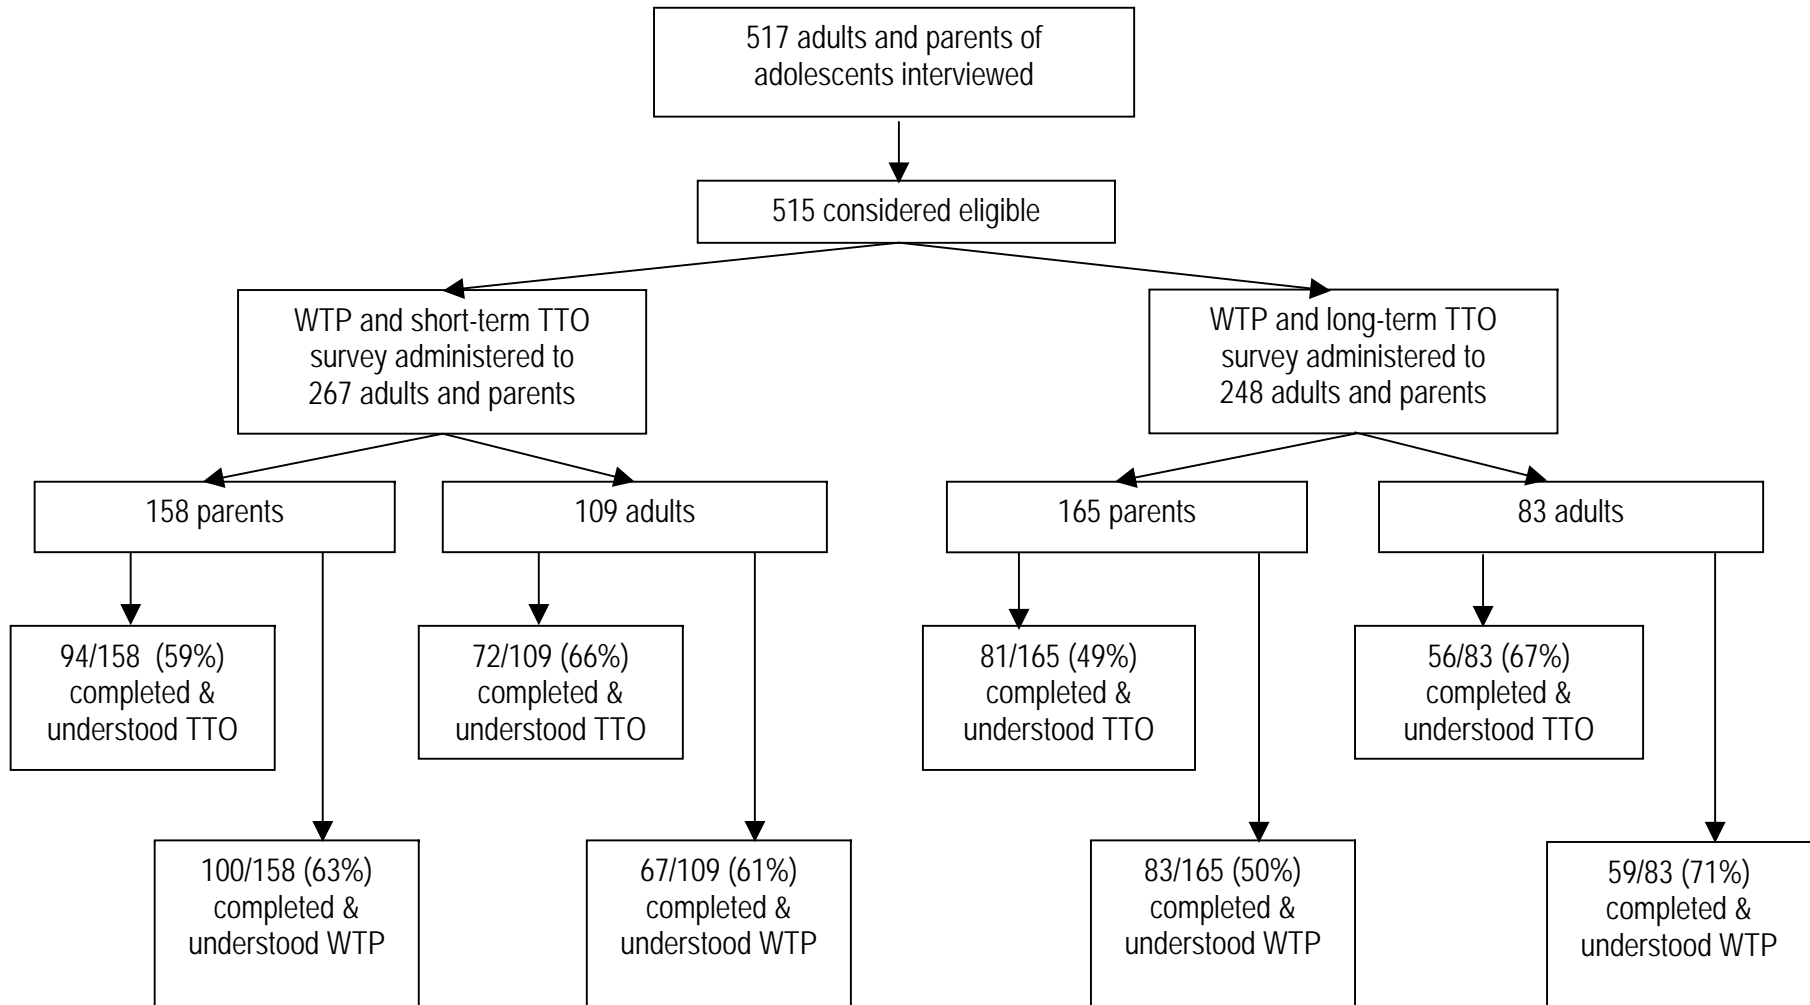 517 adults and parents of
adolescents interviewed
515 considered eligible
WTP and short-term TTO
survey administered to
267 adults and parents
WTP and long-term TTO
survey administered to
248 adults and parents
158 parents
109 adults
165 parents
83 adults
94/158 (59%)
completed &
understood TTO
72/109 (66%)
completed &
understood TTO
81/165 (49%)
completed &
understood TTO
56/83 (67%)
completed &
understood TTO
100/158 (63%)
completed &
understood WTP
67/109 (61%)
completed &
understood WTP
83/165 (50%)
completed &
understood WTP
59/83 (71%)
completed &
understood WTP